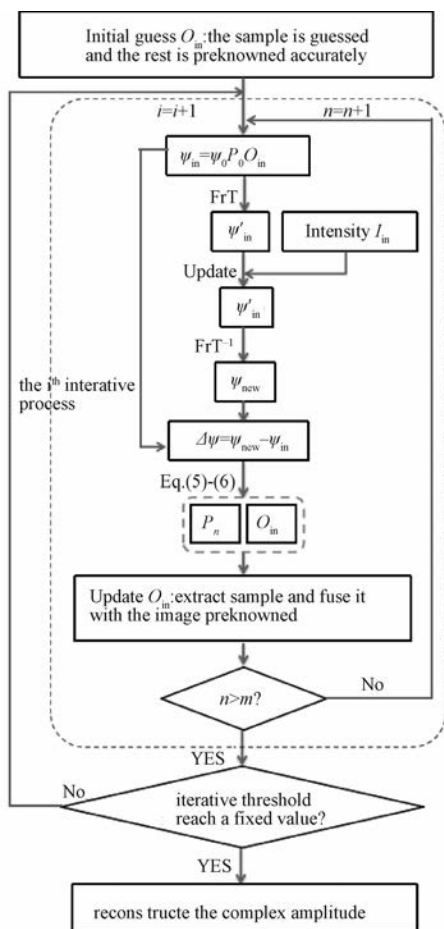 Initial guess O_in:the sample is guessed
and the rest is preknowned accurately
i=i+1
n=n+1
ψ_in=ψ_0P_0O_in
FrT
ψ'_in
Intensity I_in
Update
ψ'_in
FrT⁻¹
the iᵗʰ interative
process
ψ_new
Δψ=ψ_new−ψ_in
Eq.(5)-(6)
P_n
O_in
Update O_in:extract sample and fuse it
with the image preknowned
n>m?
No
YES
No
iterative threshold
reach a fixed value?
YES
recons tructe the complex amplitude